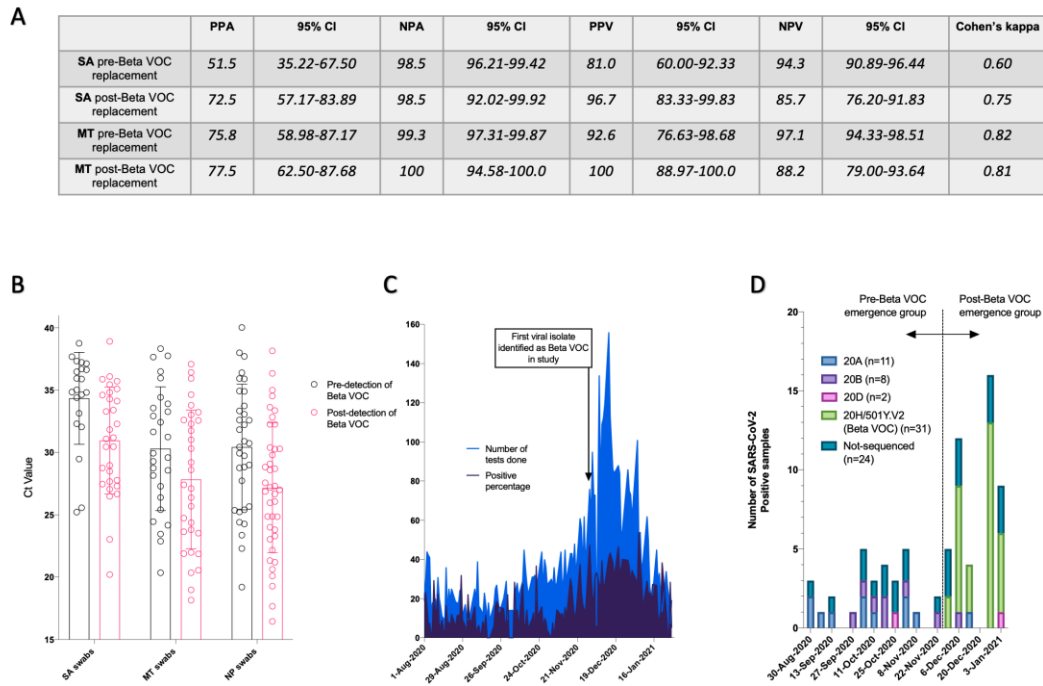 A
PPA 95% CI NPA 95% CI PPV 95% CI NPV 95% CI Cohen's kappa
SA pre-Beta VOC replacement 51.5 35.22-67.50 98.5 96.21-99.42 81.0 60.00-92.33 94.3 90.89-96.44 0.60
SA post-Beta VOC replacement 72.5 57.17-83.89 98.5 92.02-99.92 96.7 83.33-99.83 85.7 76.20-91.83 0.75
MT pre-Beta VOC replacement 75.8 58.98-87.17 99.3 97.31-99.87 92.6 76.63-98.68 97.1 94.33-98.51 0.82
MT post-Beta VOC replacement 77.5 62.50-87.68 100 94.58-100.0 100 88.97-100.0 88.2 79.00-93.64 0.81
B
Ct Value
40
35
30
25
20
15
SA swabs
MT swabs
NP swabs
Pre-detection of
Beta VOC
Post-detection of
Beta VOC
C
160
140
120
100
80
60
40
20
0
First viral isolate
identified as Beta VOC
in study
Number of
tests done
Positive
percentage
1-Aug-2020
29-Aug-2020
26-Sep-2020
24-Oct-2020
21-Nov-2020
19-Dec-2020
16-Jan-2021
D
Pre-Beta VOC
emergence group
Post-Beta VOC
emergence group
Number of SARS-CoV-2
Positive samples
20
15
10
5
0
20A (n=11)
20B (n=8)
20D (n=2)
20H/501Y.V2
(Beta VOC) (n=31)
Not-sequenced
(n=24)
30-Aug-2020
13-Sep-2020
27-Sep-2020
11-Oct-2020
25-Oct-2020
8-Nov-2020
22-Nov-2020
6-Dec-2020
20-Dec-2020
3-Jan-2021